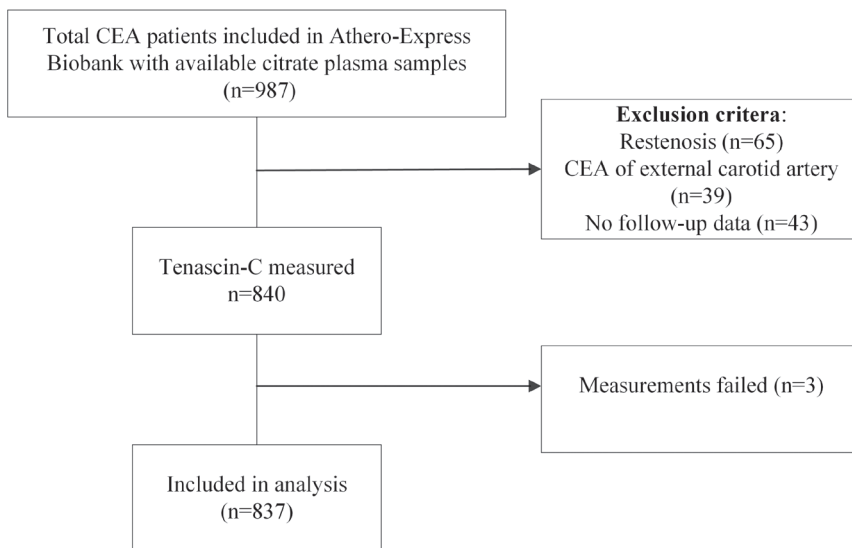 Total CEA patients included in Athero-Express
Biobank with available citrate plasma samples
(n=987)
Exclusion critera:
Restenosis (n=65)
CEA of external carotid artery
(n=39)
No follow-up data (n=43)
Tenascin-C measured
n=840
Measurements failed (n=3)
Included in analysis
(n=837)